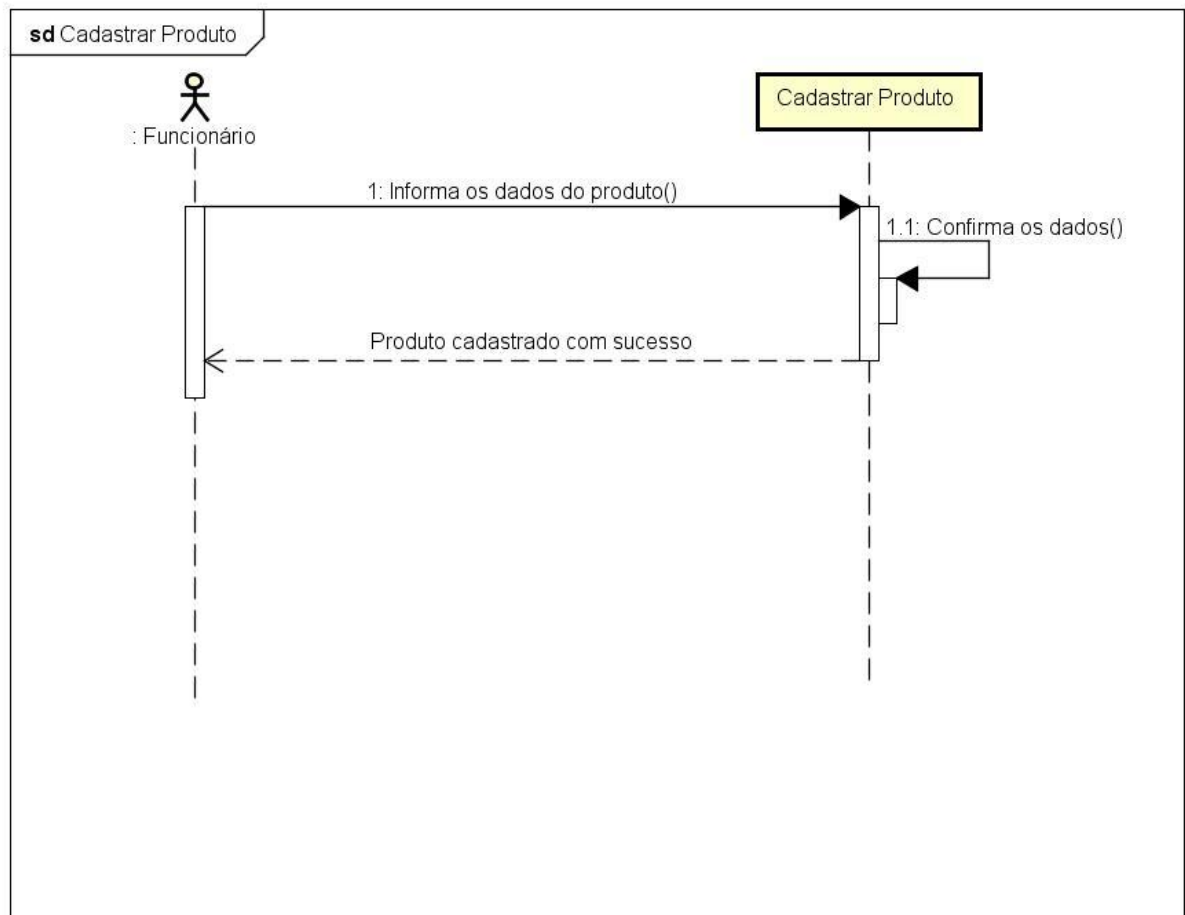 sd Cadastrar Produto
Cadastrar Produto
: Funcionário
1: Informa os dados do produto()
1.1: Confirma os dados()
Produto cadastrado com sucesso